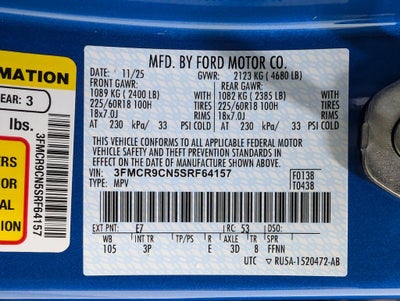 MATION
EAR: 3
lbs.
ERS
OR
AL
3FMCR9CN5SRF64157
MFD. BY FORD MOTOR CO.
DATE: 11/25 GVWR: 2123 KG ( 4680 LB)
FRONT GAWR: REAR GAWR:
1089 KG ( 2400 LB) 1082 KG ( 2385 LB)
225/60R18 100H TIRES 225/60R18 100H TIRES
18x7.0J RIMS 18x7.0J RIMS
AT 230 kPa/ 33 PSI COLD AT 230 kPa/ 33 PSI COLD
THIS VEHICLE CONFORMS TO ALL APPLICABLE FEDERAL MOTOR
VEHICLE SAFETY AND THEFT PREVENTION STANDARDS IN
EFFECT ON THE DATE OF MANUFACTURE SHOWN ABOVE.
VIN: 3FMCR9CN5SRF64157 F0138
TYPE: MPV T0438
EXT PNT: E7 RC: 53 DSO:
WB INT TR TP/PS R AXLE TR SPR
105 3P E 3D 8 FFNN
UTC ▽ RUSA-1520472-AB